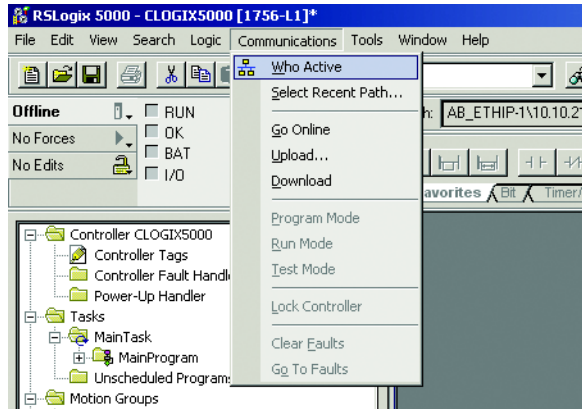 RSLogix 5000 - CLOGIX5000 [1756-L1]*
File Edit View Search Logic Communications Tools Window Help
Who Active
Select Recent Path...
Go Online
Upload...
Download
Program Mode
Run Mode
Test Mode
Lock Controller
Clear Faults
Go To Faults
Offline
RUN
No Forces
OK
No Edits
BAT
I/O
AB_ETHIP-1\10.10.2
avorites Bit Timer/
Controller CLOGIX5000
Controller Tags
Controller Fault Handl
Power-Up Handler
Tasks
MainTask
MainProgram
Unscheduled Programs
Motion Groups